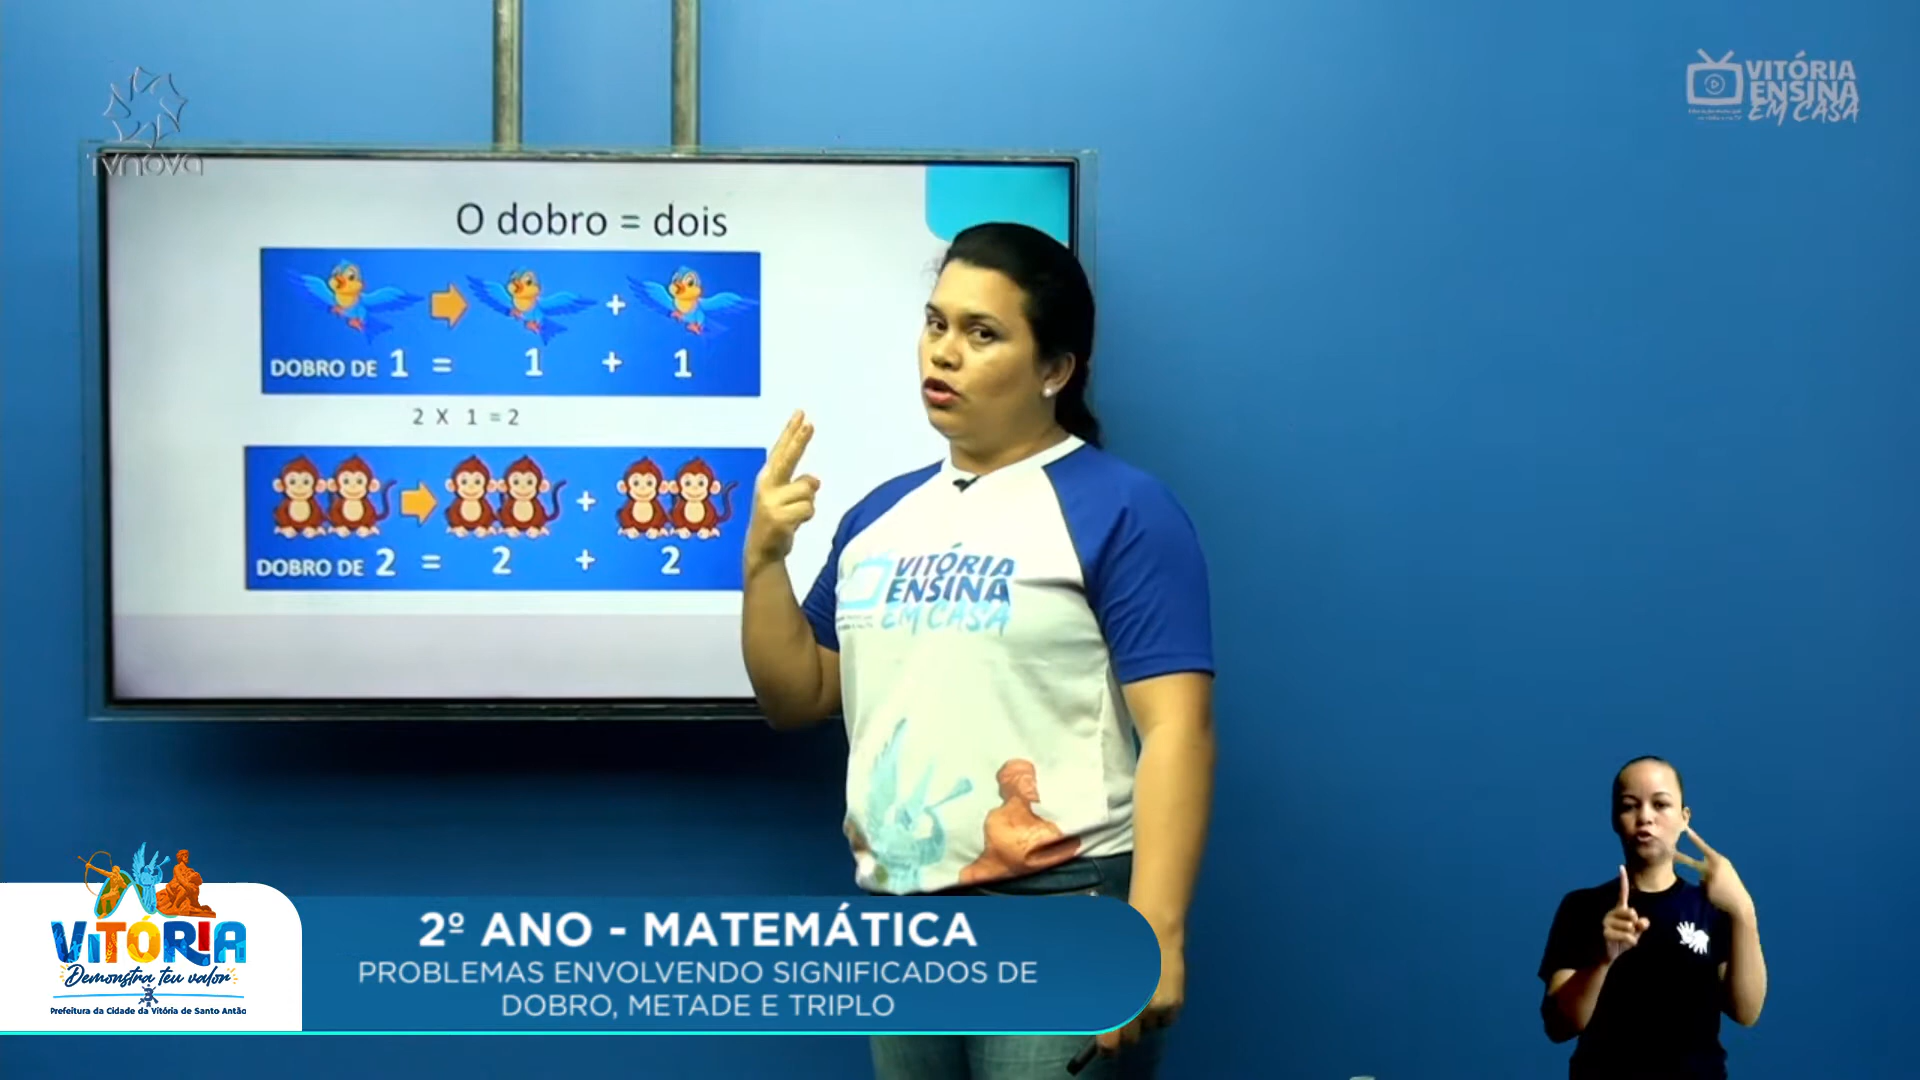 TVNOVA
VITÓRIA
ENSINA
EM CASA
O dobro = dois
+
DOBRO DE 1 = 1 + 1
2 X 1 = 2
+
DOBRO DE 2 = 2 + 2
VITÓRIA
ENSINA
EM CASA
VITÓRIA
Demonstra teu valor
Prefeitura da Cidade da Vitória de Santo Antão
2º ANO - MATEMÁTICA
PROBLEMAS ENVOLVENDO SIGNIFICADOS DE
DOBRO, METADE E TRIPLO